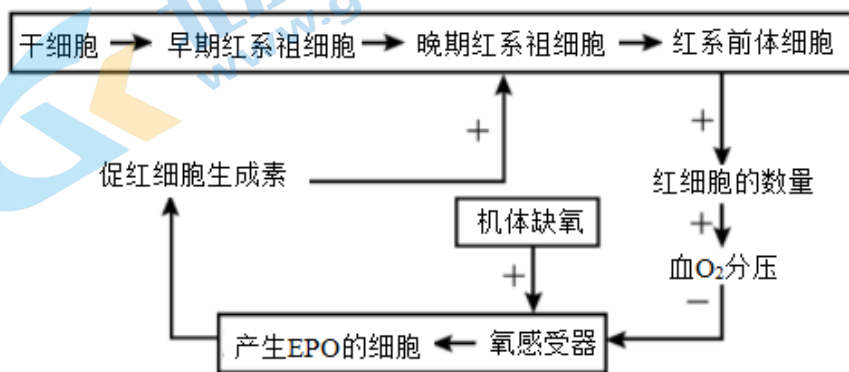 干细胞 → 早期红系祖细胞 → 晚期红系祖细胞 → 红系前体细胞
+
+
促红细胞生成素
红细胞的数量
机体缺氧
+
+
血O₂分压
−
产生EPO的细胞 ← 氧感受器
www.g